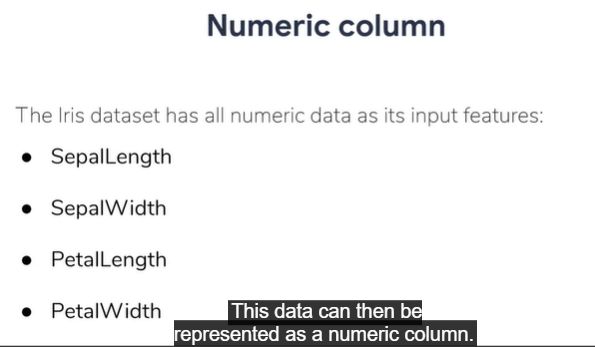 Numeric column
The Iris dataset has all numeric data as its input features:
● SepalLength
● SepalWidth
● PetalLength
● PetalWidth
This data can then be
represented as a numeric column.